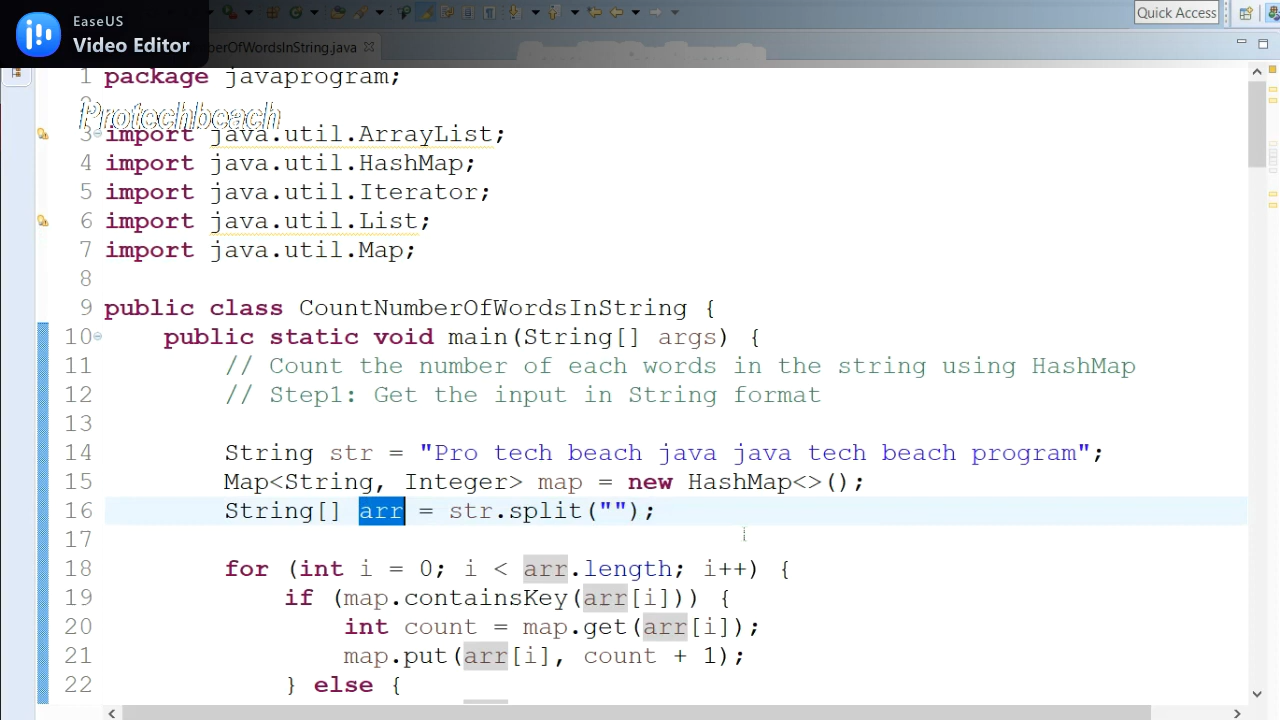 EaseUS
Video Editor
Quick Access
NumberOfWordsInString.java
Protechbeach
1 package javaprogram;
3 import java.util.ArrayList;
4 import java.util.HashMap;
5 import java.util.Iterator;
6 import java.util.List;
7 import java.util.Map;
8
9 public class CountNumberOfWordsInString {
10 public static void main(String[] args) {
11 // Count the number of each words in the string using HashMap
12 // Step1: Get the input in String format
13
14 String str = "Pro tech beach java java tech beach program";
15 Map<String, Integer> map = new HashMap<>();
16 String[] arr = str.split("");
17
18 for (int i = 0; i < arr.length; i++) {
19 if (map.containsKey(arr[i])) {
20 int count = map.get(arr[i]);
21 map.put(arr[i], count + 1);
22 } else {